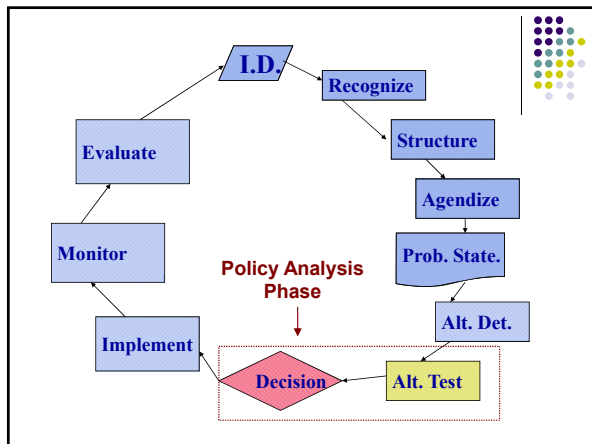 I.D.
Recognize
Structure
Agendize
Prob. State.
Alt. Det.
Alt. Test
Decision
Implement
Monitor
Evaluate
Policy Analysis
Phase